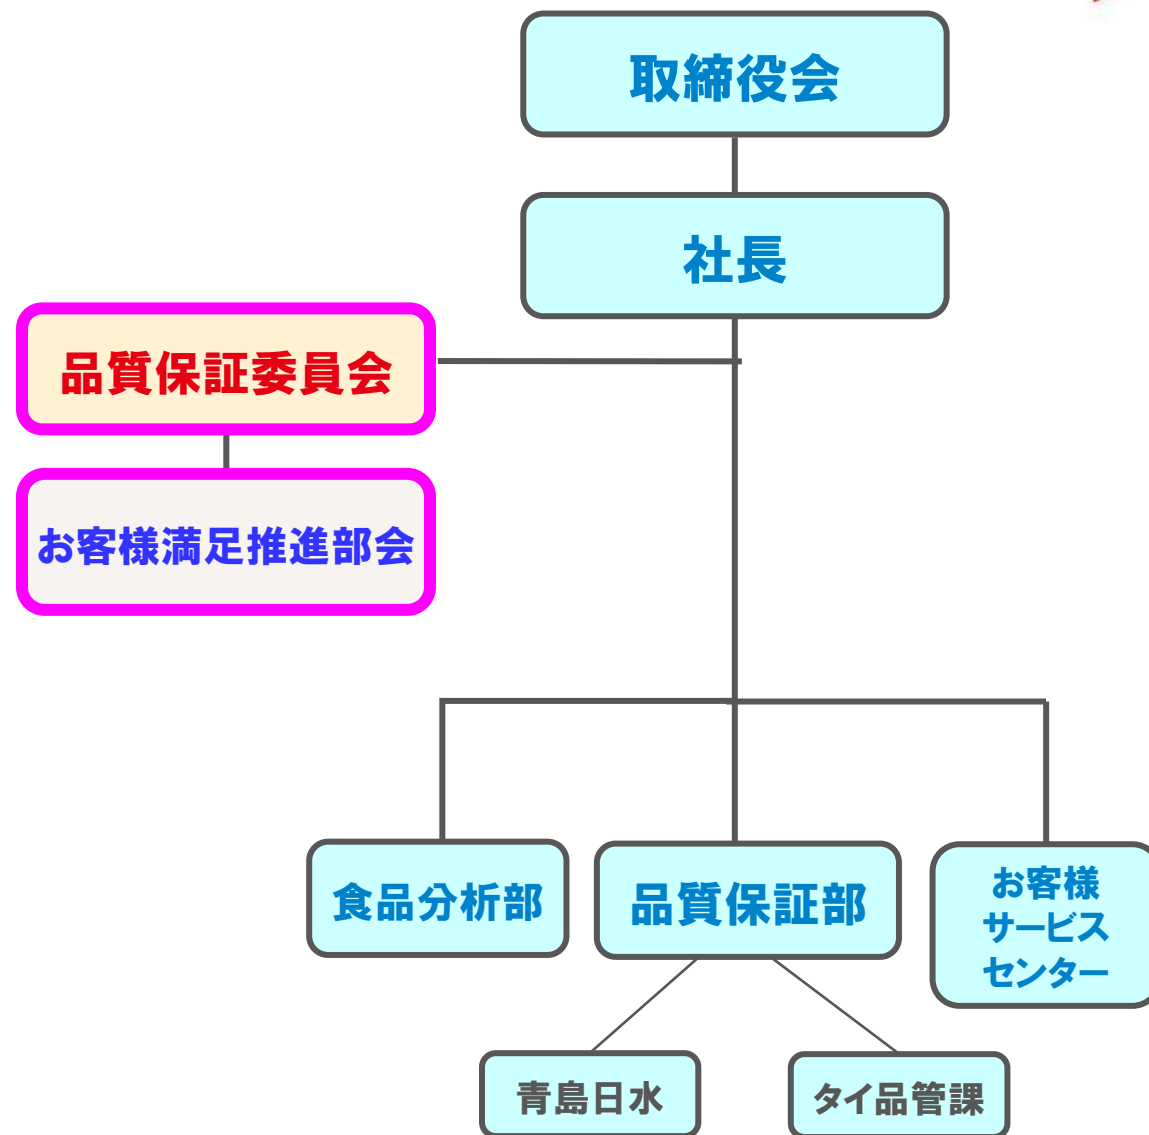 取締役会
社長
品質保証委員会
お客様満足推進部会
食品分析部
品質保証部
お客様
サービス
センター
青島日水
タイ品管課